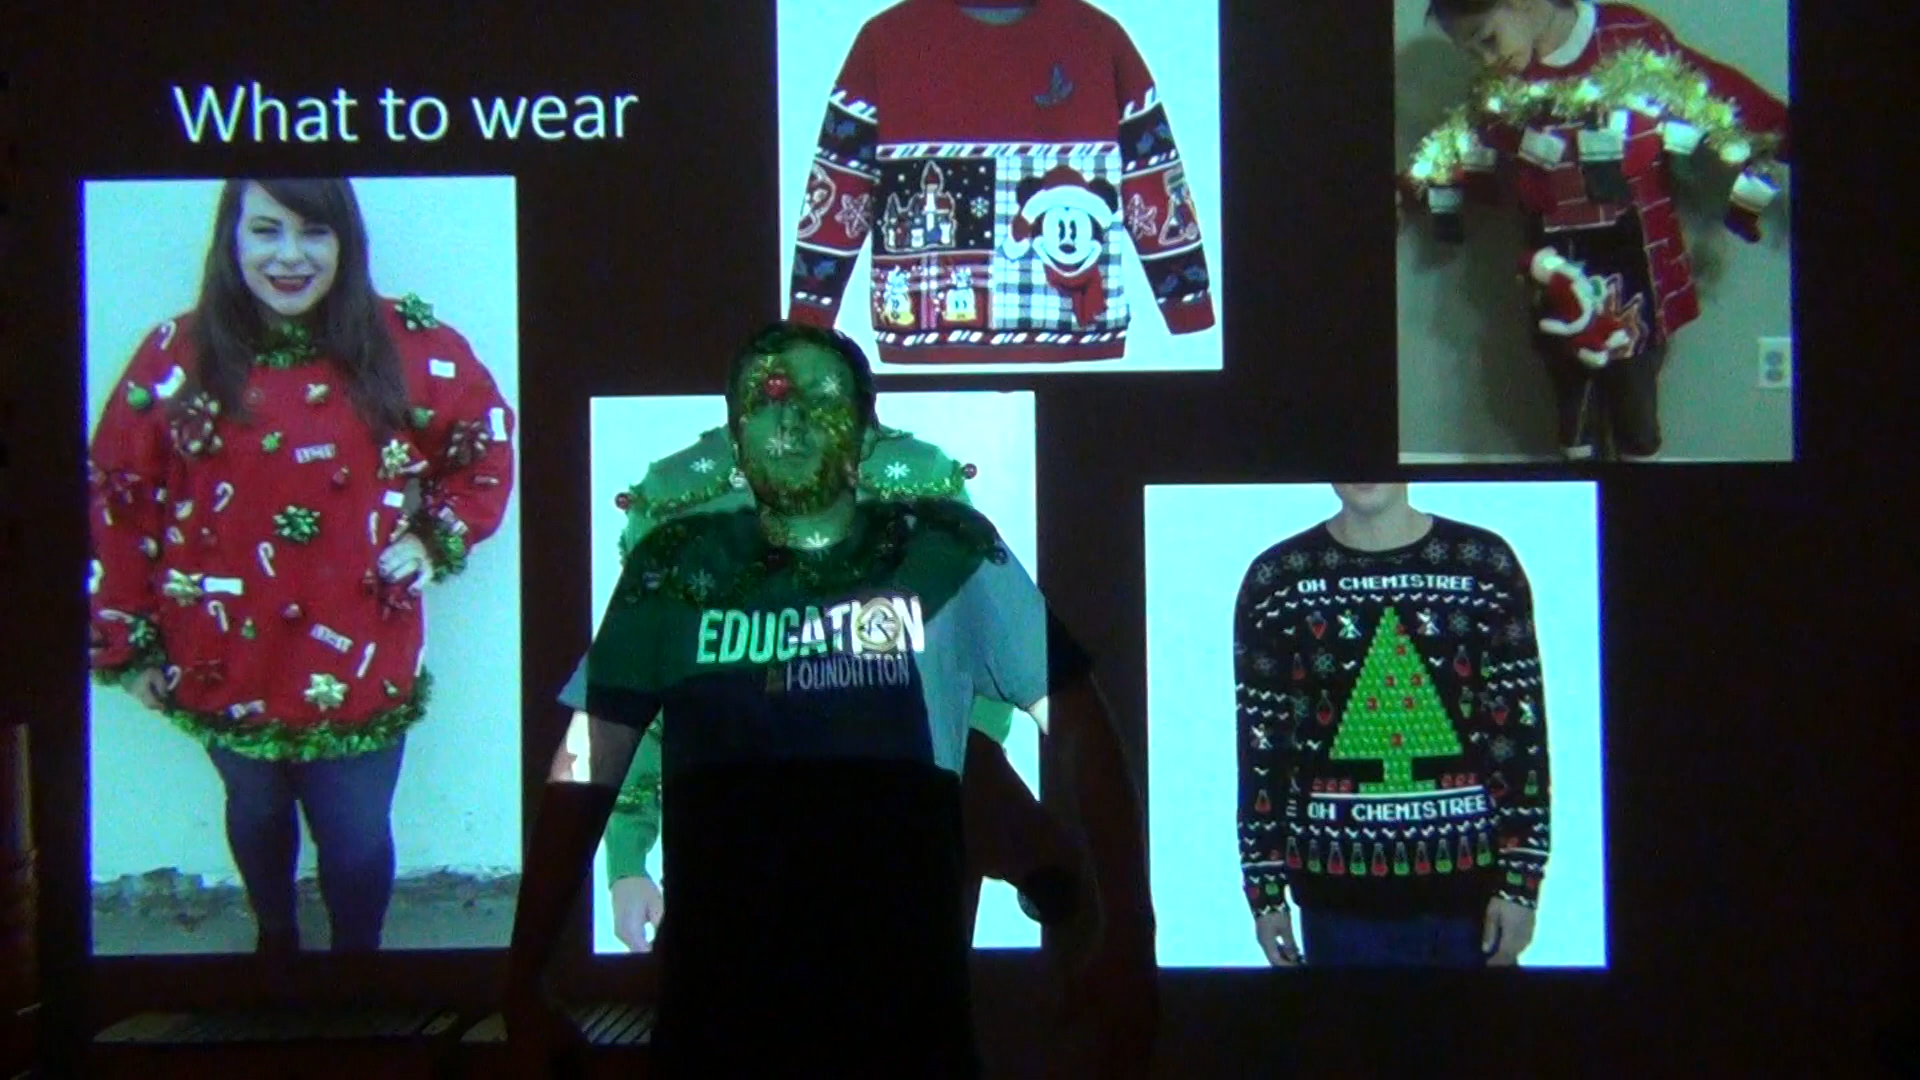 What to wear
EDUCATION
FOUNDATION
OH CHEMISTREE
OH CHEMISTREE